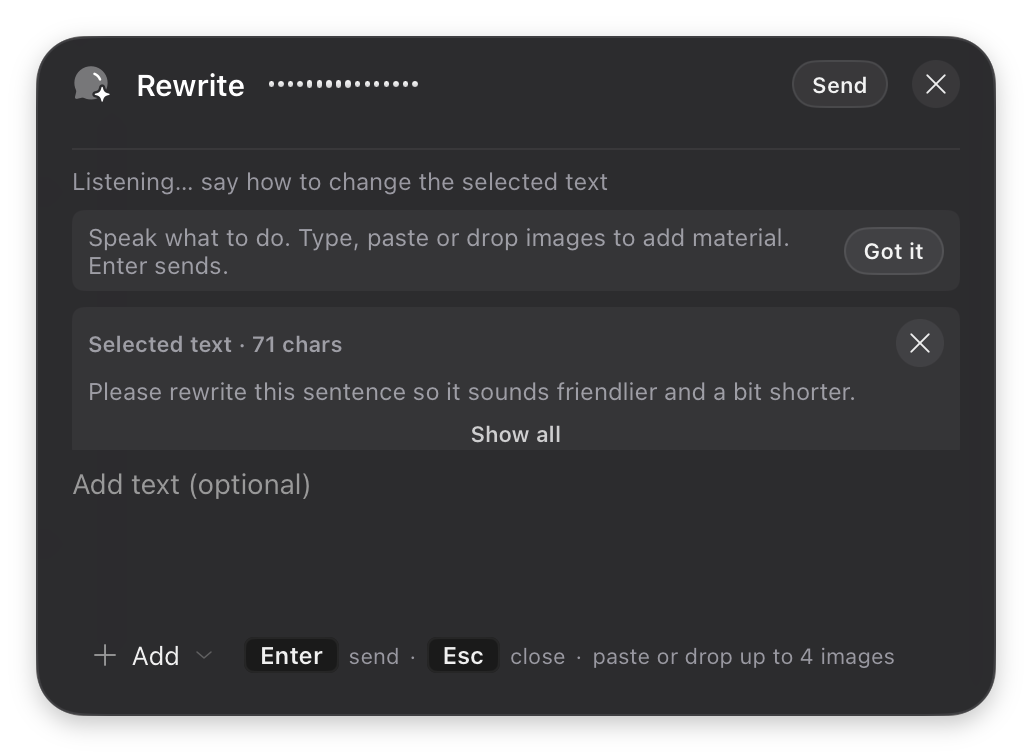 Rewrite
Send
Listening... say how to change the selected text
Speak what to do. Type, paste or drop images to add material.
Enter sends.
Got it
Selected text · 71 chars
Please rewrite this sentence so it sounds friendlier and a bit shorter.
Show all
Add text (optional)
Add Enter send · Esc close · paste or drop up to 4 images